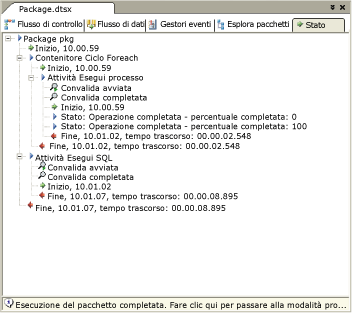 Package.dtsx
Flusso di controllo Flusso di dati Gestori eventi Esplora pacchetti Stato
Package pkg
Inizio, 10.00.59
Contenitore Ciclo Foreach
Attività Esegui processo
Convalida avviata
Convalida completata
Inizio, 10.00.59
Stato: Operazione completata - percentuale completata: 0
Stato: Operazione completata - percentuale completata: 100
Fine, 10.01.02, tempo trascorso: 00.00.02.548
Fine, 10.01.02, tempo trascorso: 00.00.02.548
Attività Esegui SQL
Convalida avviata
Convalida completata
Inizio, 10.01.02
Fine, 10.01.07, tempo trascorso: 00.00.08.895
Fine, 10.01.07, tempo trascorso: 00.00.08.895
Esecuzione del pacchetto completata. Fare clic qui per passare alla modalità pro...